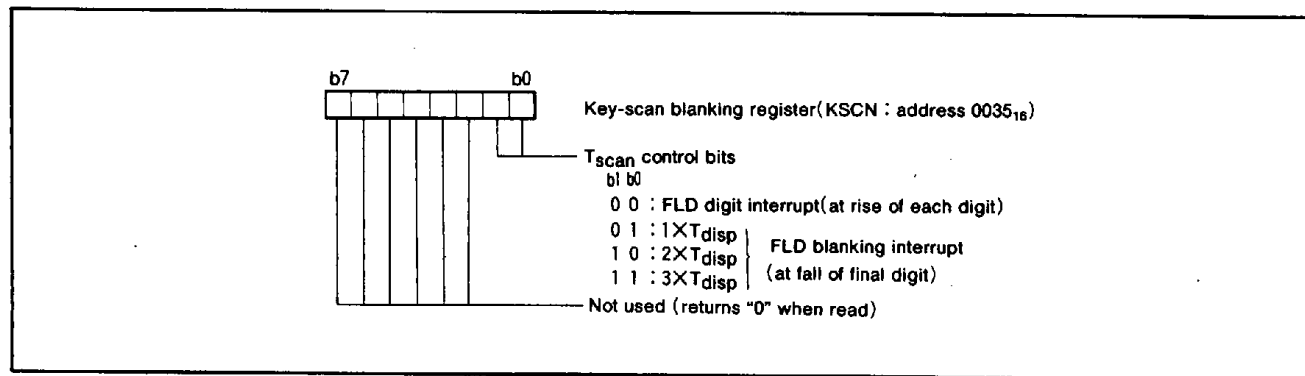 b7 b0
Key-scan blanking register(KSCN : address 0035₁₆)
Tscan control bits
b1 b0
0 0 : FLD digit interrupt(at rise of each digit)
0 1 : 1×Tdisp
1 0 : 2×Tdisp
1 1 : 3×Tdisp
FLD blanking interrupt
(at fall of final digit)
Not used (returns “0” when read)